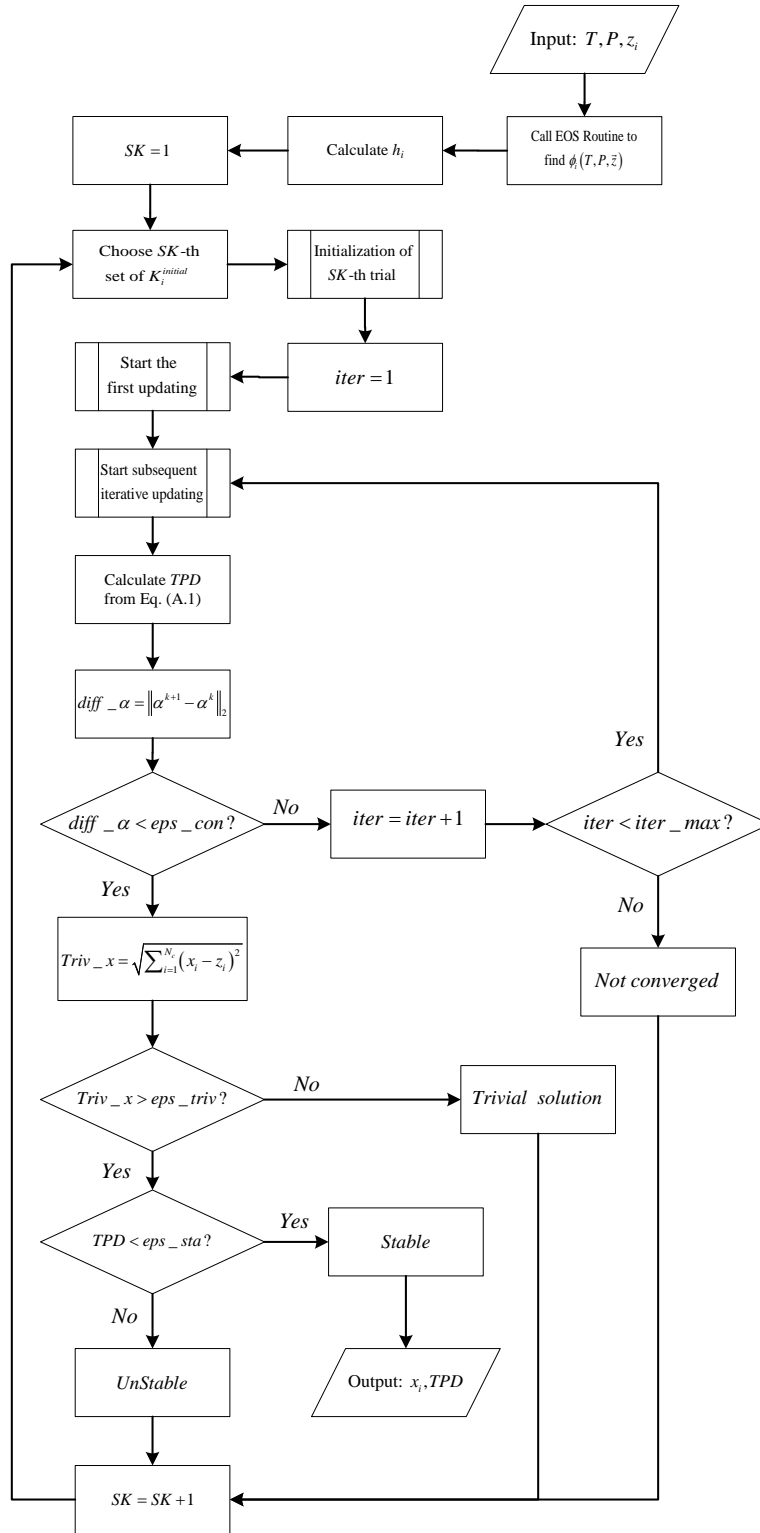 Input: T, P, z_i
Call EOS Routine to
find ϕ_i(T, P, z̄)
Calculate h_i
SK = 1
Choose SK-th
set of K_i^{initial}
Initialization of
SK-th trial
iter = 1
Start the
first updating
Start subsequent
iterative updating
Calculate TPD
from Eq. (A.1)
diff_α = ‖α^{k+1} − α^k‖_2
diff_α < eps_con?
No
iter = iter + 1
iter < iter_max?
Yes
No
Not converged
Yes
Triv_x = √(∑_{i=1}^{N_c}(x_i − z_i)^2)
Triv_x > eps_triv?
No
Trivial solution
Yes
TPD < eps_sta?
Yes
Stable
Output: x_i, TPD
No
UnStable
SK = SK + 1